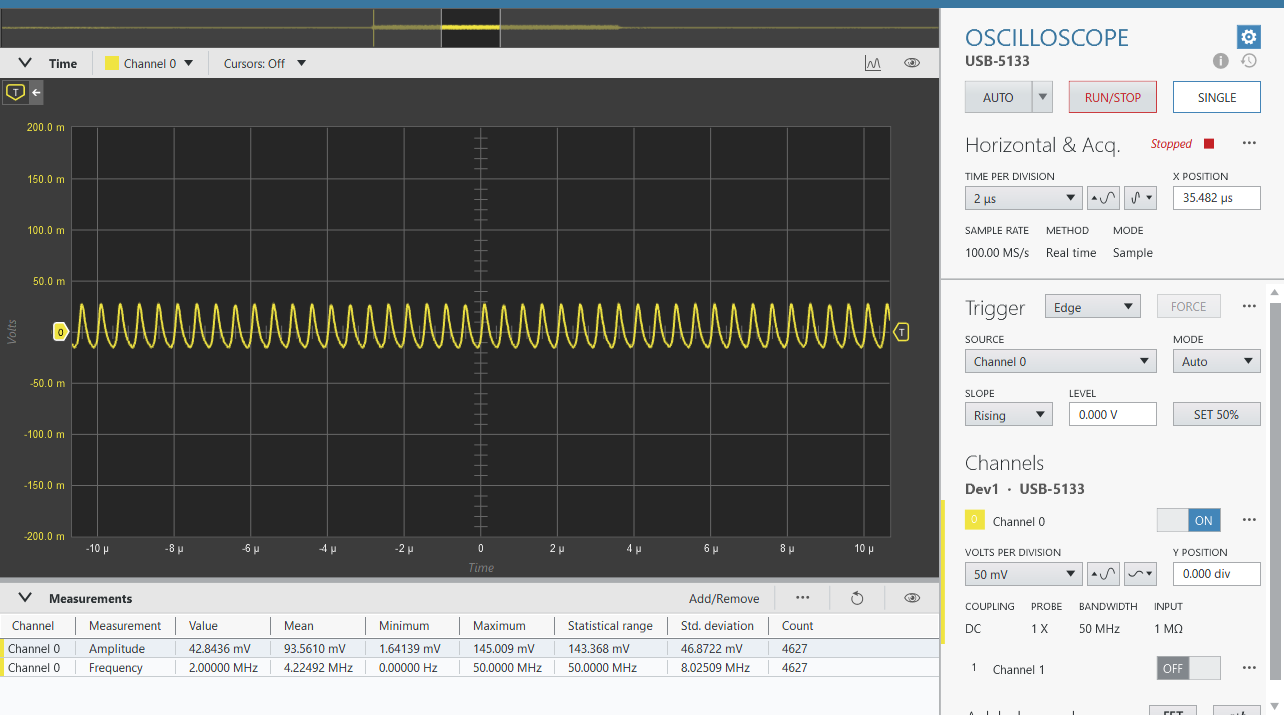 OSCILLOSCOPE
USB-5133
Time
Channel 0
Cursors: Off
AUTO
RUN/STOP
SINGLE
T
Horizontal & Acq.
Stopped
TIME PER DIVISION
X POSITION
2 µs
35.482 µs
SAMPLE RATE
METHOD
MODE
100.00 MS/s
Real time
Sample
200.0 m
150.0 m
100.0 m
50.0 m
0
-50.0 m
-100.0 m
-150.0 m
-200.0 m
Volts
T
-10 µ
-8 µ
-6 µ
-4 µ
-2 µ
0
2 µ
4 µ
6 µ
8 µ
10 µ
Time
Trigger
Edge
FORCE
SOURCE
MODE
Channel 0
Auto
SLOPE
LEVEL
Rising
0.000 V
SET 50%
Channels
Dev1 · USB-5133
0
Channel 0
ON
VOLTS PER DIVISION
Y POSITION
50 mV
0.000 div
COUPLING
PROBE
BANDWIDTH
INPUT
DC
1 X
50 MHz
1 MΩ
1
Channel 1
OFF
Measurements
Add/Remove
Channel Measurement Value Mean Minimum Maximum Statistical range Std. deviation Count
Channel 0 Amplitude 42.8436 mV 93.5610 mV 1.64139 mV 145.009 mV 143.368 mV 46.8722 mV 4627
Channel 0 Frequency 2.00000 MHz 4.22492 MHz 0.00000 Hz 50.0000 MHz 50.0000 MHz 8.02509 MHz 4627